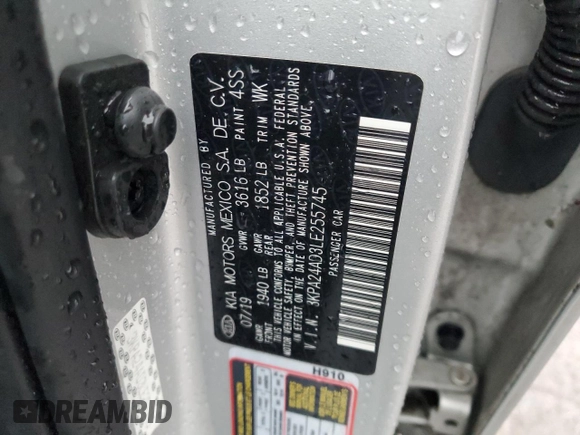 MANUFACTURED BY
KIA MOTORS MEXICO S.A. DE. C.V.
07/19 GVWR 3616 LB PAINT 4SS
GAWR FRONT 1940 LB GAWR REAR 1852 LB TRIM WK
THIS VEHICLE CONFORMS TO ALL APPLICABLE U.S.A. FEDERAL
MOTOR VEHICLE SAFETY, BUMPER, AND THEFT PREVENTION STANDARDS
IN EFFECT ON THE DATE OF MANUFACTURE SHOWN ABOVE.
V.I.N. 3KPA24AD3LE255745
PASSENGER CAR
H910
DREAMBID